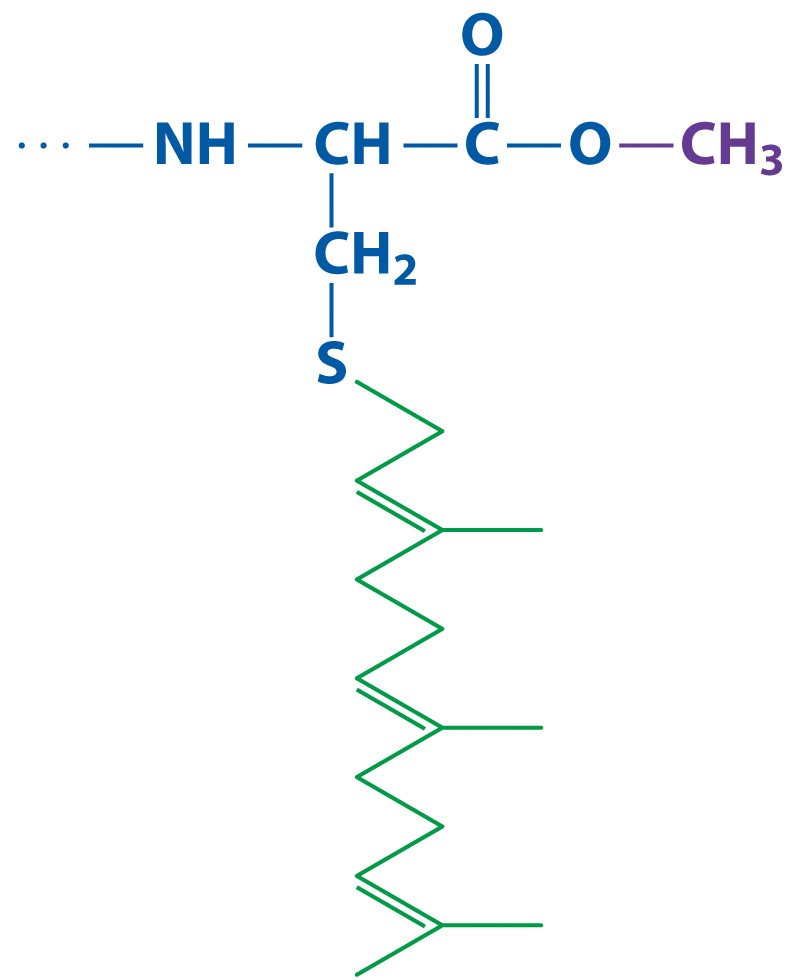 O
... NH CH C O CH₃
CH₂
S